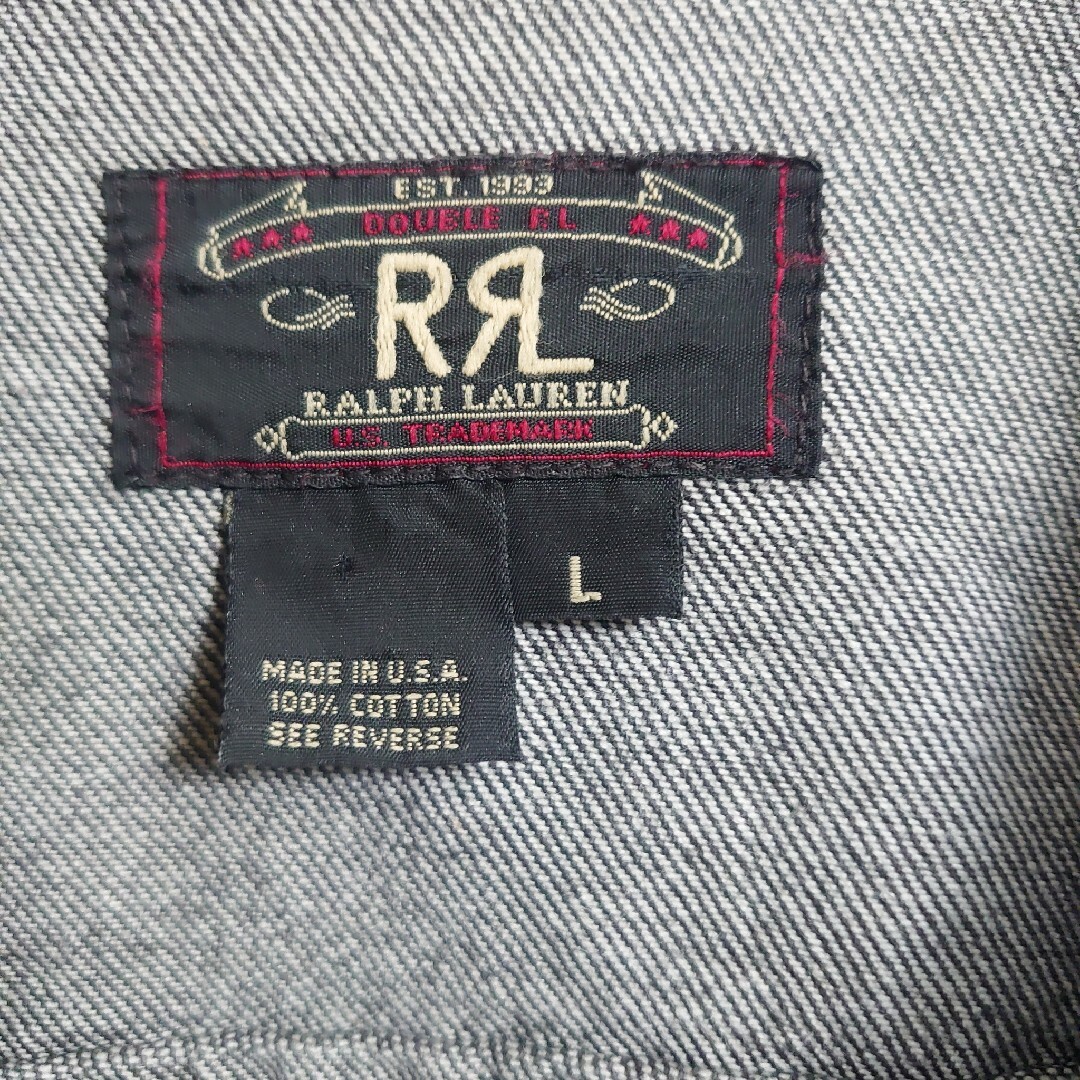 EST. 1993
DOUBLE RL
RRL
RALPH LAUREN
U.S. TRADEMARK
L
MADE IN U.S.A.
100% COTTON
SEE REVERSE